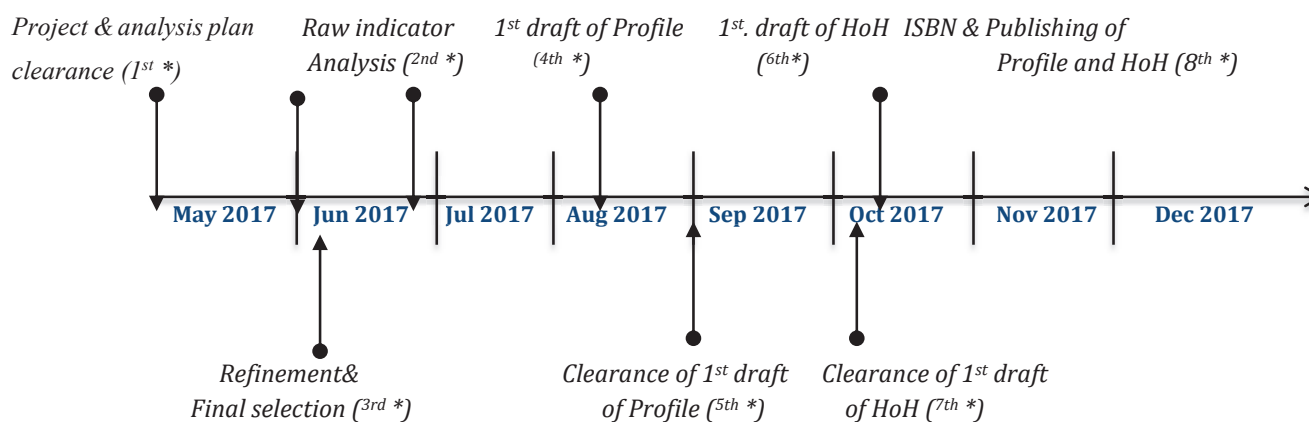 Project & analysis plan
clearance (1st *)
Raw indicator
Analysis (2nd *)
1st draft of Profile
(4th *)
1st. draft of HoH
(6th*)
ISBN & Publishing of
Profile and HoH (8th *)
May 2017
Jun 2017
Jul 2017
Aug 2017
Sep 2017
Oct 2017
Nov 2017
Dec 2017
Refinement&
Final selection (3rd *)
Clearance of 1st draft
of Profile (5th *)
Clearance of 1st draft
of HoH (7th *)